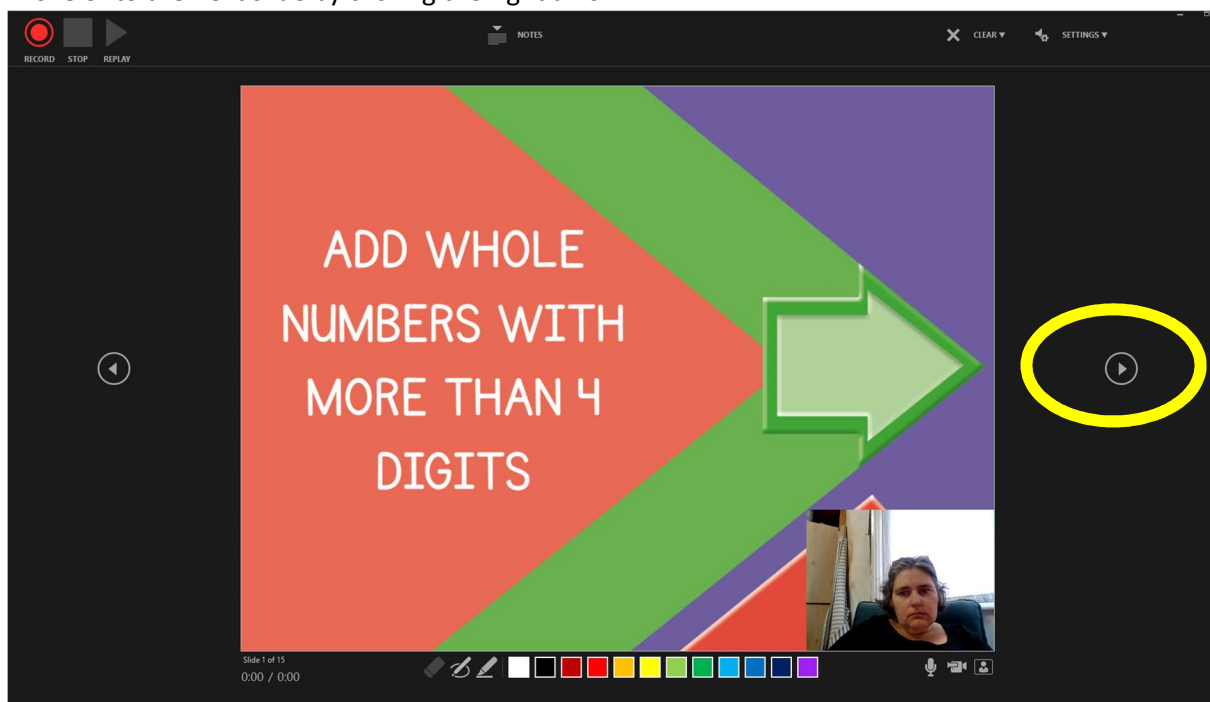 RECORD STOP REPLAY
NOTES
CLEAR
SETTINGS
ADD WHOLE
NUMBERS WITH
MORE THAN 4
DIGITS
Slide 1 of 15
0:00 / 0:00